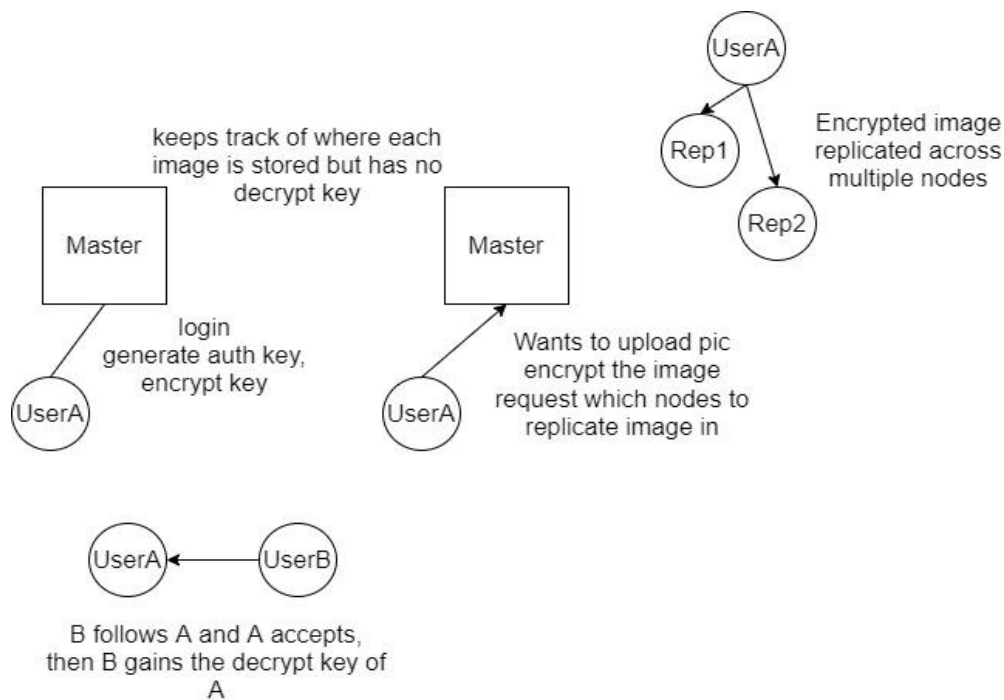 UserA
Rep1
Rep2
Encrypted image
replicated across
multiple nodes
keeps track of where each
image is stored but has no
decrypt key
Master
login
generate auth key,
encrypt key
UserA
Master
Wants to upload pic
encrypt the image
request which nodes to
replicate image in
UserA
UserA
UserB
B follows A and A accepts,
then B gains the decrypt key of
A